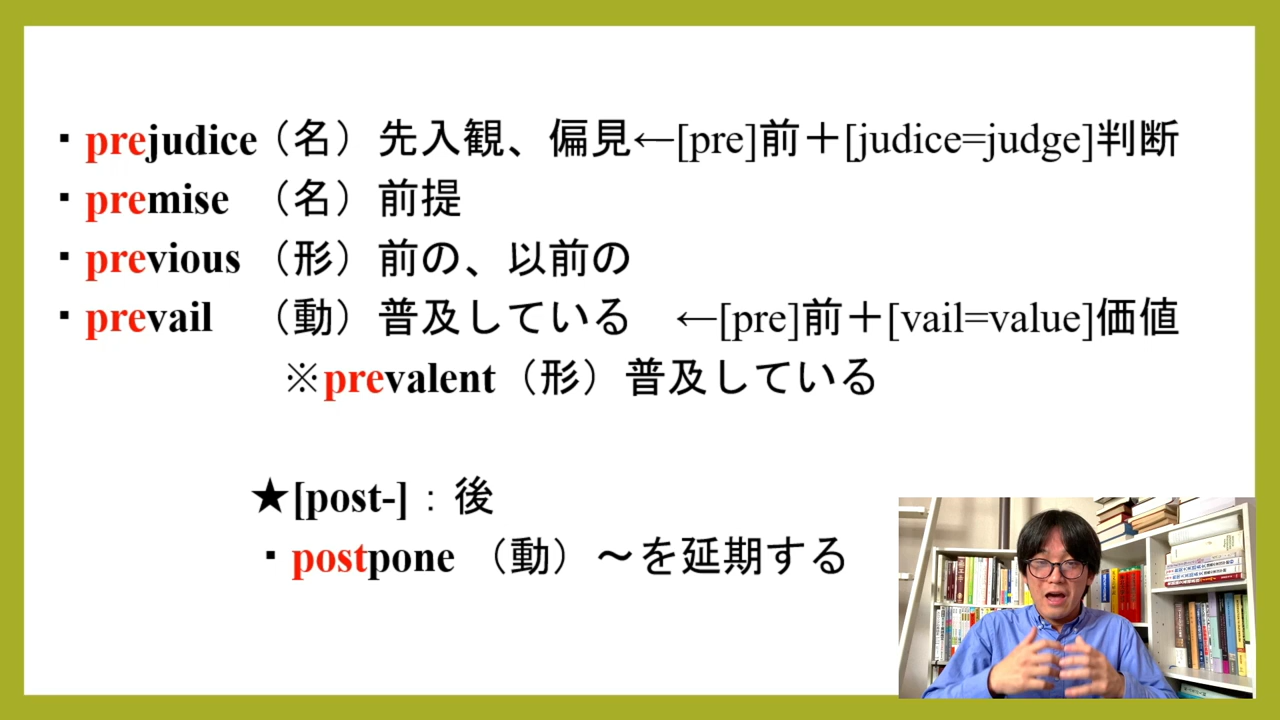 ・prejudice（名）先入観、偏見←[pre]前＋[judice=judge]判断
・premise （名）前提
・previous （形）前の、以前の
・prevail （動）普及している ←[pre]前＋[vail=value]価値
※prevalent（形）普及している
★[post-]：後
・postpone （動）～を延期する